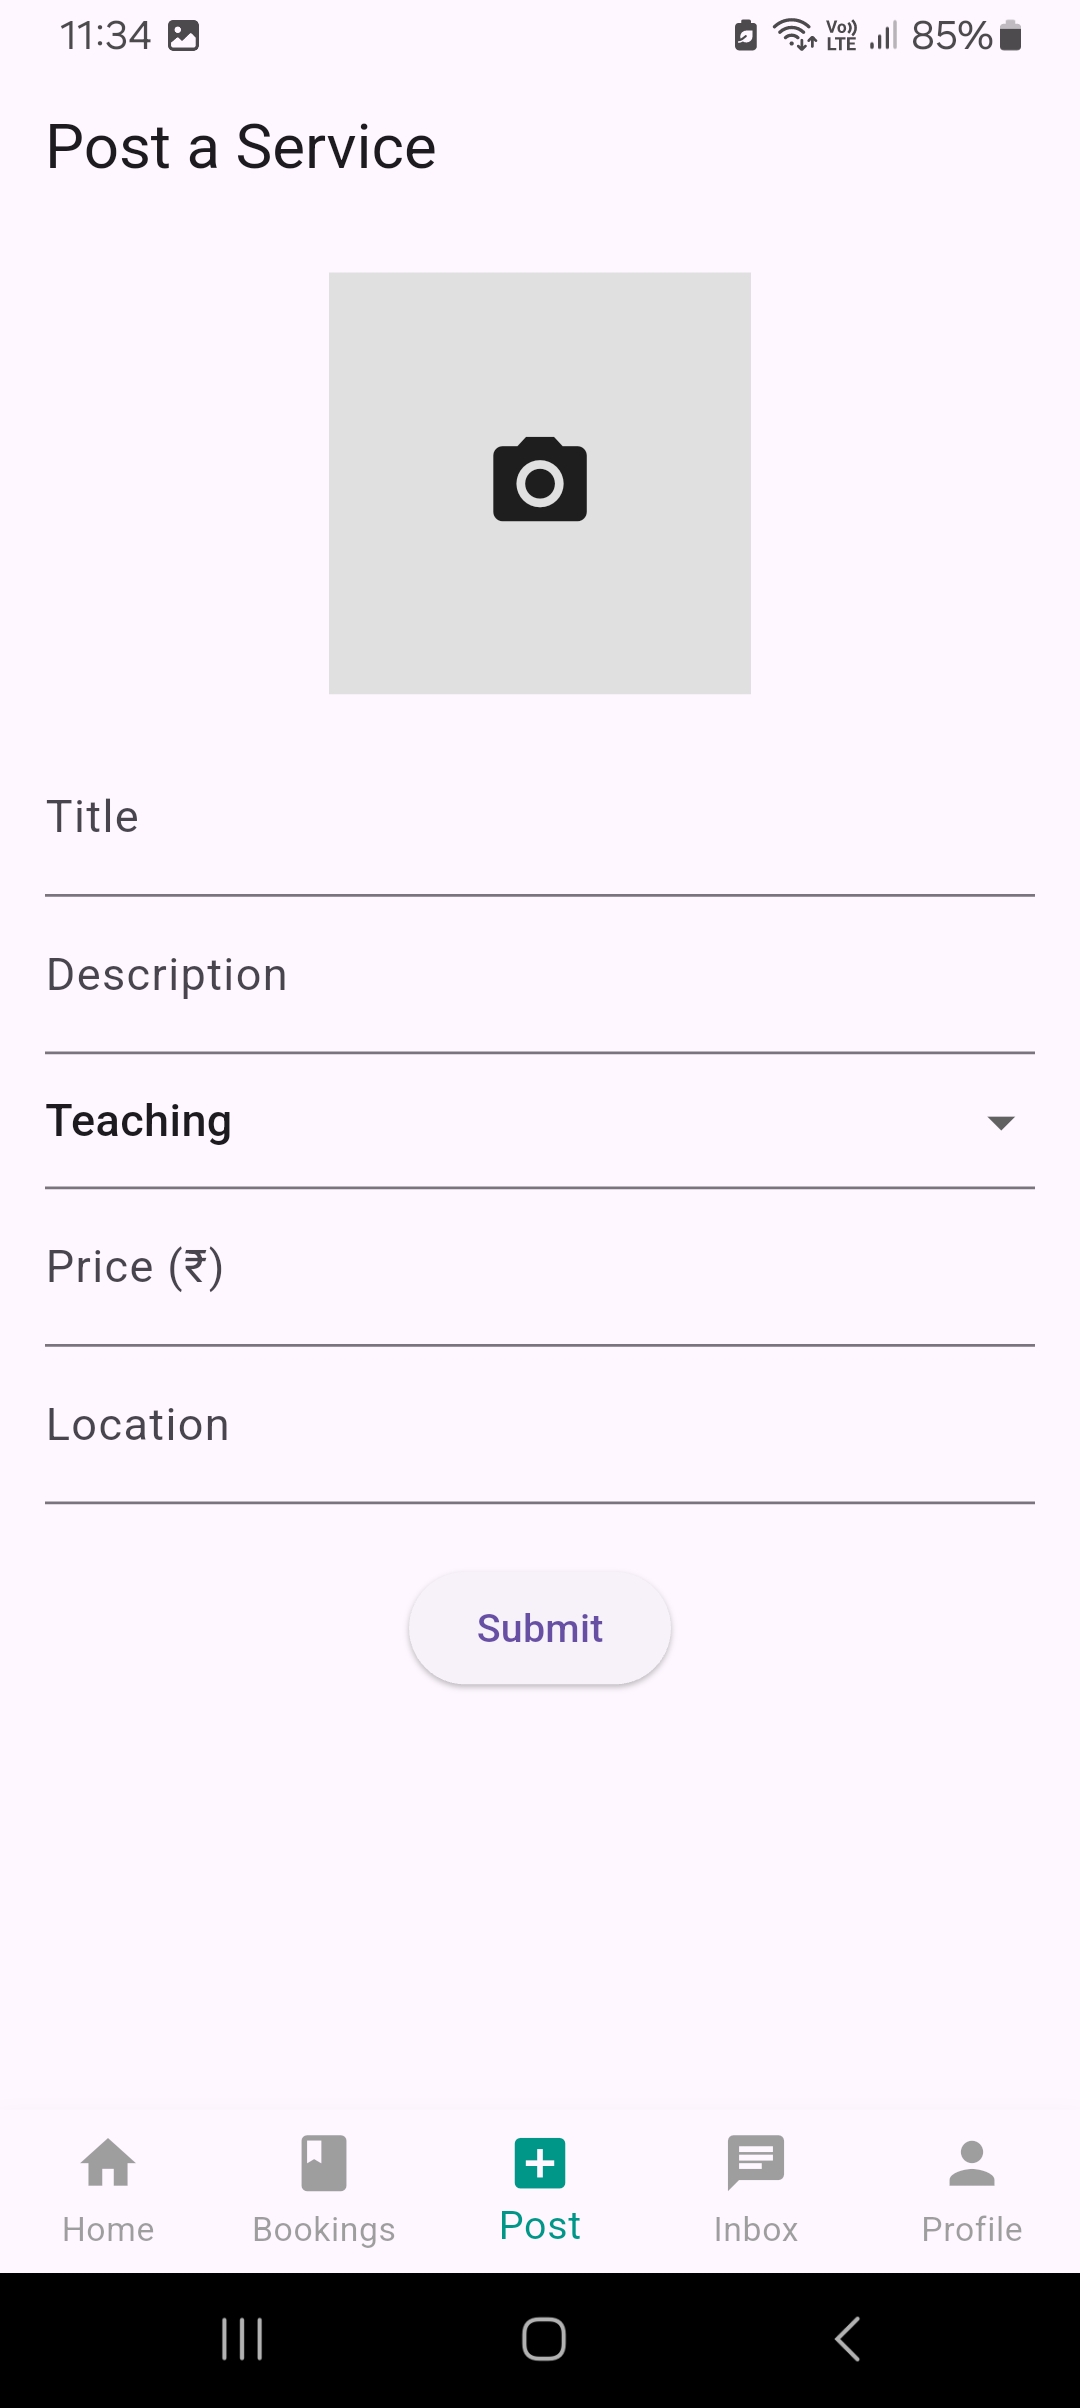 11:34 Vo)) LTE 85%
Post a Service
Title
Description
Teaching
Price (₹)
Location
Submit
Home Bookings Post Inbox Profile